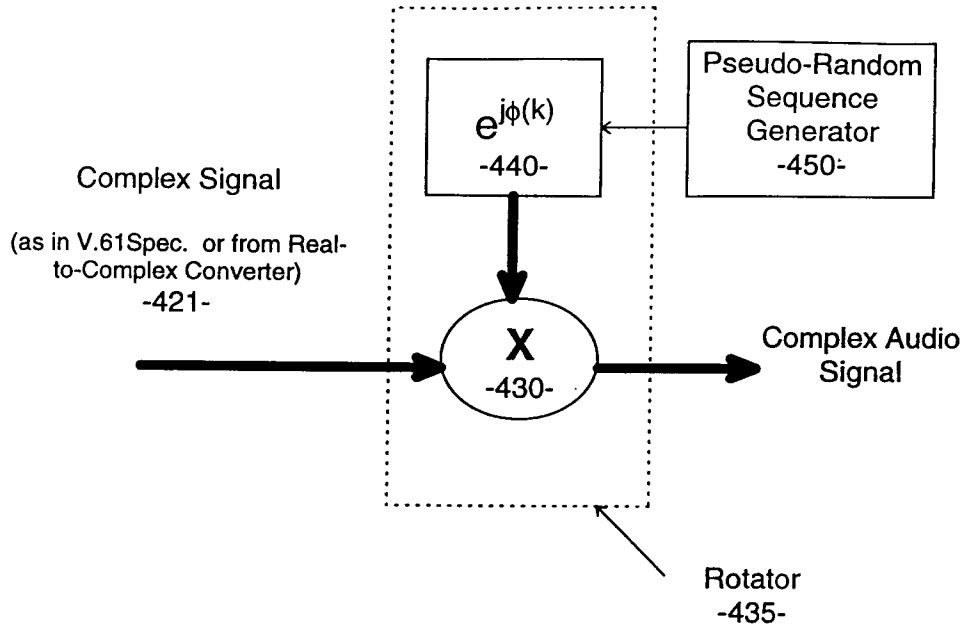 Pseudo-Random
Sequence
Generator
-450-
e^jϕ(k)
-440-
Complex Signal
(as in V.61Spec. or from Real-
to-Complex Converter)
-421-
X
-430-
Complex Audio
Signal
Rotator
-435-